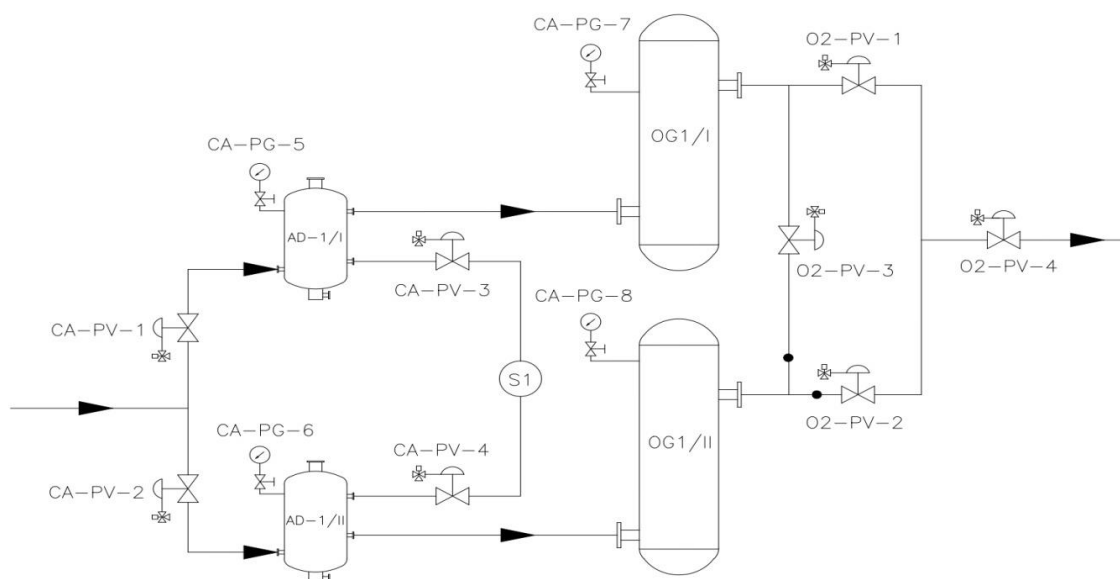 CA-PG-7
O2-PV-1
OG1/I
CA-PG-5
AD-1/I
CA-PV-3
O2-PV-3
O2-PV-4
CA-PG-8
CA-PV-1
S1
CA-PG-6
CA-PV-4
O2-PV-2
OG1/II
CA-PV-2
AD-1/II